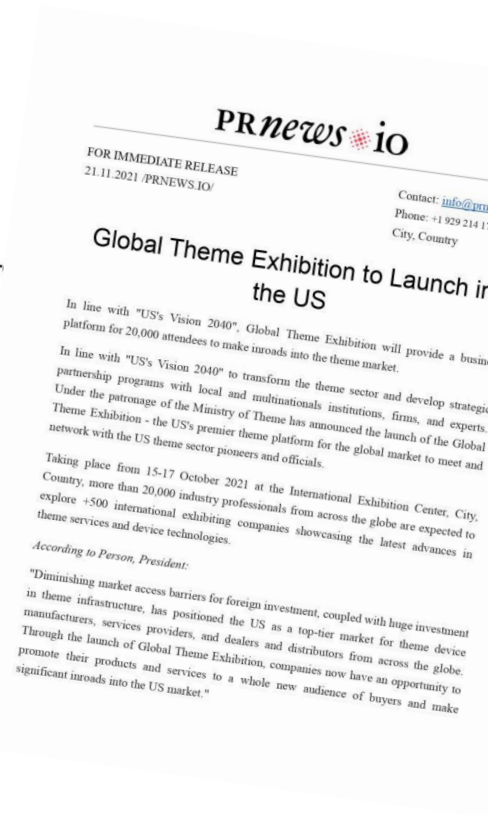 PRnews.io
FOR IMMEDIATE RELEASE
21.11.2021 /PRNEWS.IO/
Contact: info@prn
Phone: +1 929 214 17
City, Country
Global Theme Exhibition to Launch in
the US
In line with "US's Vision 2040", Global Theme Exhibition will provide a busin
platform for 20,000 attendees to make inroads into the theme market.
In line with "US's Vision 2040" to transform the theme sector and develop strategic
partnership programs with local and multinationals institutions, firms, and experts.
Under the patronage of the Ministry of Theme has announced the launch of the Global
Theme Exhibition - the US's premier theme platform for the global market to meet and
network with the US theme sector pioneers and officials.
Taking place from 15-17 October 2021 at the International Exhibition Center, City,
Country, more than 20,000 industry professionals from across the globe are expected to
explore +500 international exhibiting companies showcasing the latest advances in
theme services and device technologies.
According to Person, President:
"Diminishing market access barriers for foreign investment, coupled with huge investment
in theme infrastructure, has positioned the US as a top-tier market for theme device
manufacturers, services providers, and dealers and distributors from across the globe.
Through the launch of Global Theme Exhibition, companies now have an opportunity to
promote their products and services to a whole new audience of buyers and make
significant inroads into the US market."